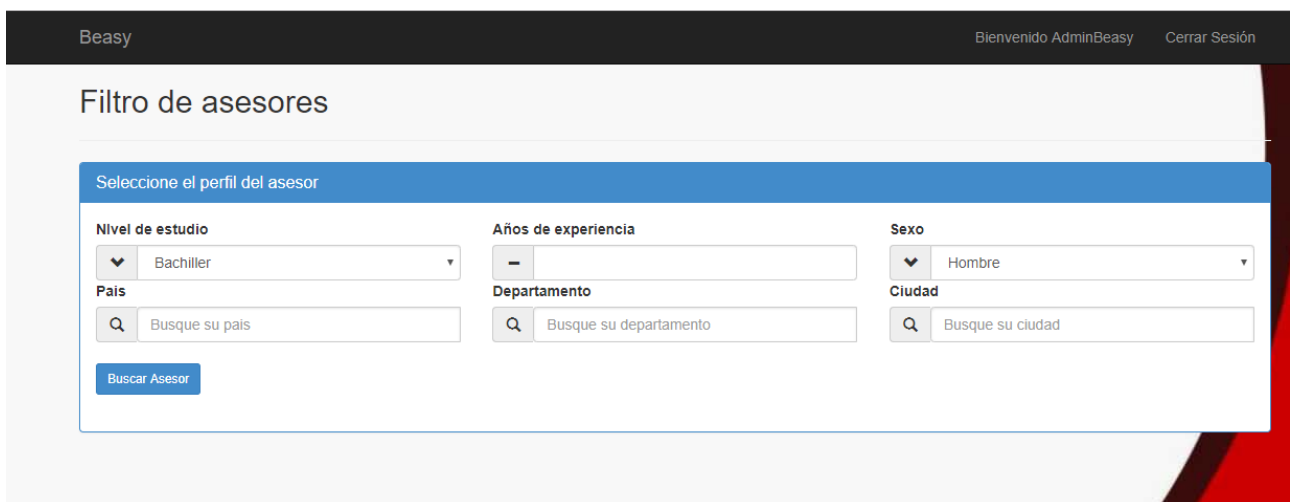 Beasy Bienvenido AdminBeasy Cerrar Sesión
Filtro de asesores
Seleccione el perfil del asesor
NIvel de estudio Años de experiencia Sexo
Bachiller Hombre
Pais Departamento Ciudad
Busque su pais Busque su departamento Busque su ciudad
Buscar Asesor